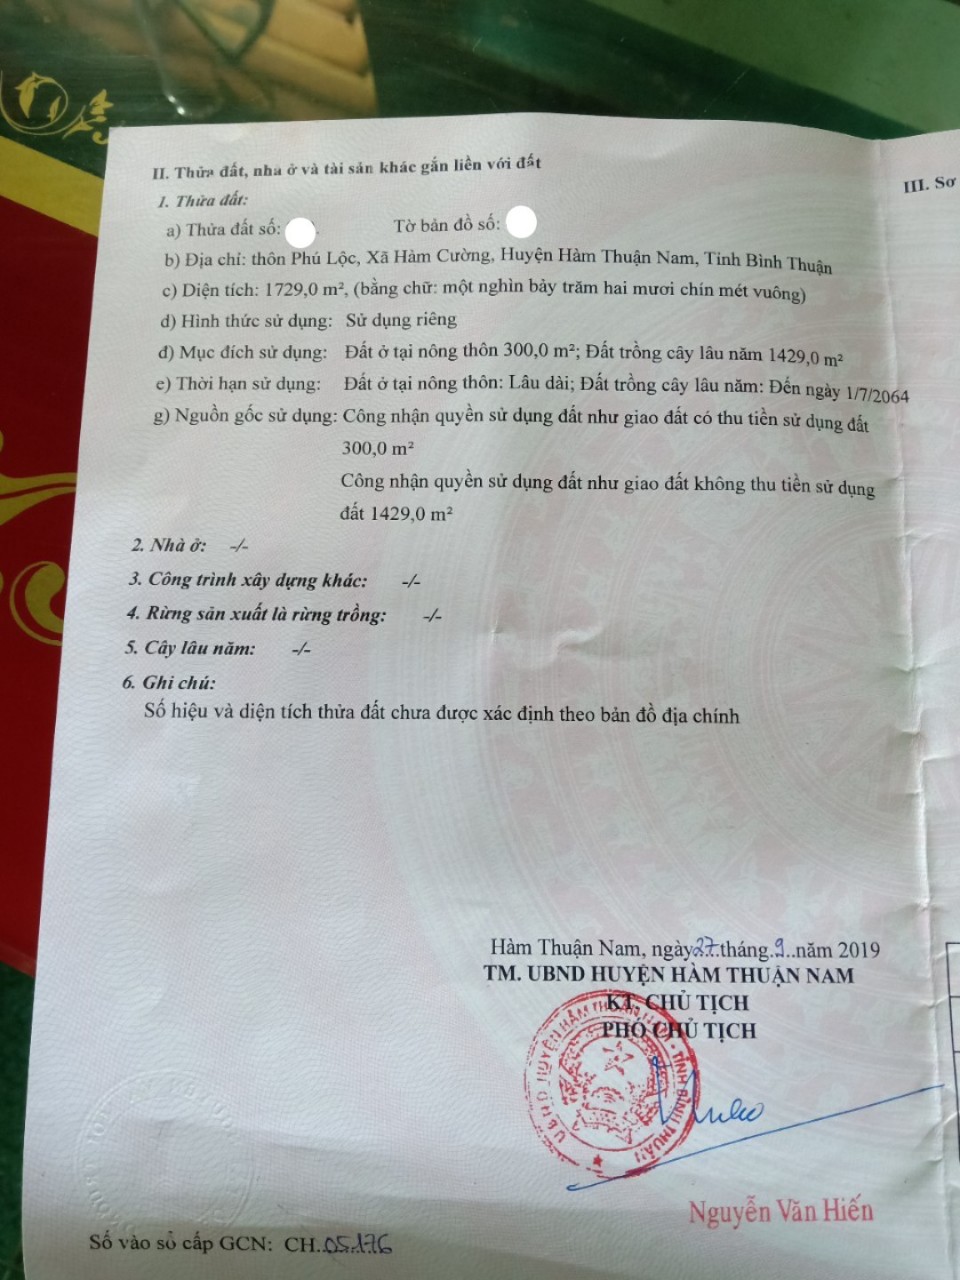 II. Thửa đất, nhà ở và tài sản khác gắn liền với đất
III. Sơ
1. Thửa đất:
a) Thửa đất số: Tờ bản đồ số:
b) Địa chỉ: thôn Phú Lộc, Xã Hàm Cường, Huyện Hàm Thuận Nam, Tỉnh Bình Thuận
c) Diện tích: 1729,0 m², (bằng chữ: một nghìn bảy trăm hai mươi chín mét vuông)
d) Hình thức sử dụng: Sử dụng riêng
đ) Mục đích sử dụng: Đất ở tại nông thôn 300,0 m²; Đất trồng cây lâu năm 1429,0 m²
e) Thời hạn sử dụng: Đất ở tại nông thôn: Lâu dài; Đất trồng cây lâu năm: Đến ngày 1/7/2064
g) Nguồn gốc sử dụng: Công nhận quyền sử dụng đất như giao đất có thu tiền sử dụng đất
300,0 m²
Công nhận quyền sử dụng đất như giao đất không thu tiền sử dụng
đất 1429,0 m²
2. Nhà ở: -/-
3. Công trình xây dựng khác: -/-
4. Rừng sản xuất là rừng trồng: -/-
5. Cây lâu năm: -/-
6. Ghi chú:
Số hiệu và diện tích thửa đất chưa được xác định theo bản đồ địa chính
Hàm Thuận Nam, ngày 27 tháng 9 năm 2019
TM. UBND HUYỆN HÀM THUẬN NAM
KT. CHỦ TỊCH
PHÓ CHỦ TỊCH
UBND HUYỆN HÀM THUẬN NAM - TỈNH BÌNH THUẬN
Nguyễn Văn Hiến
Số vào sổ cấp GCN: CH 05176